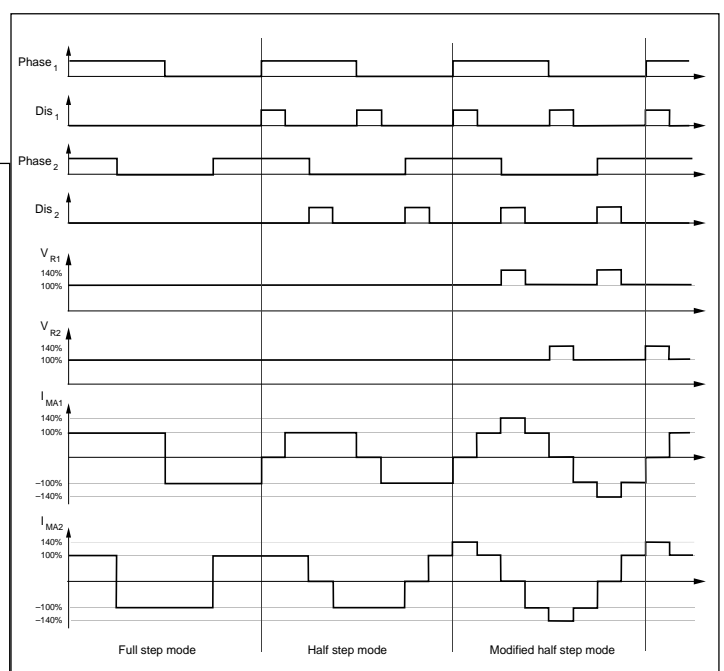 Phase 1
Dis 1
Phase 2
Dis 2
V R1
140%
100%
V R2
140%
100%
I MA1
140%
100%
–100%
–140%
I MA2
140%
100%
–100%
–140%
Full step mode
Half step mode
Modified half step mode